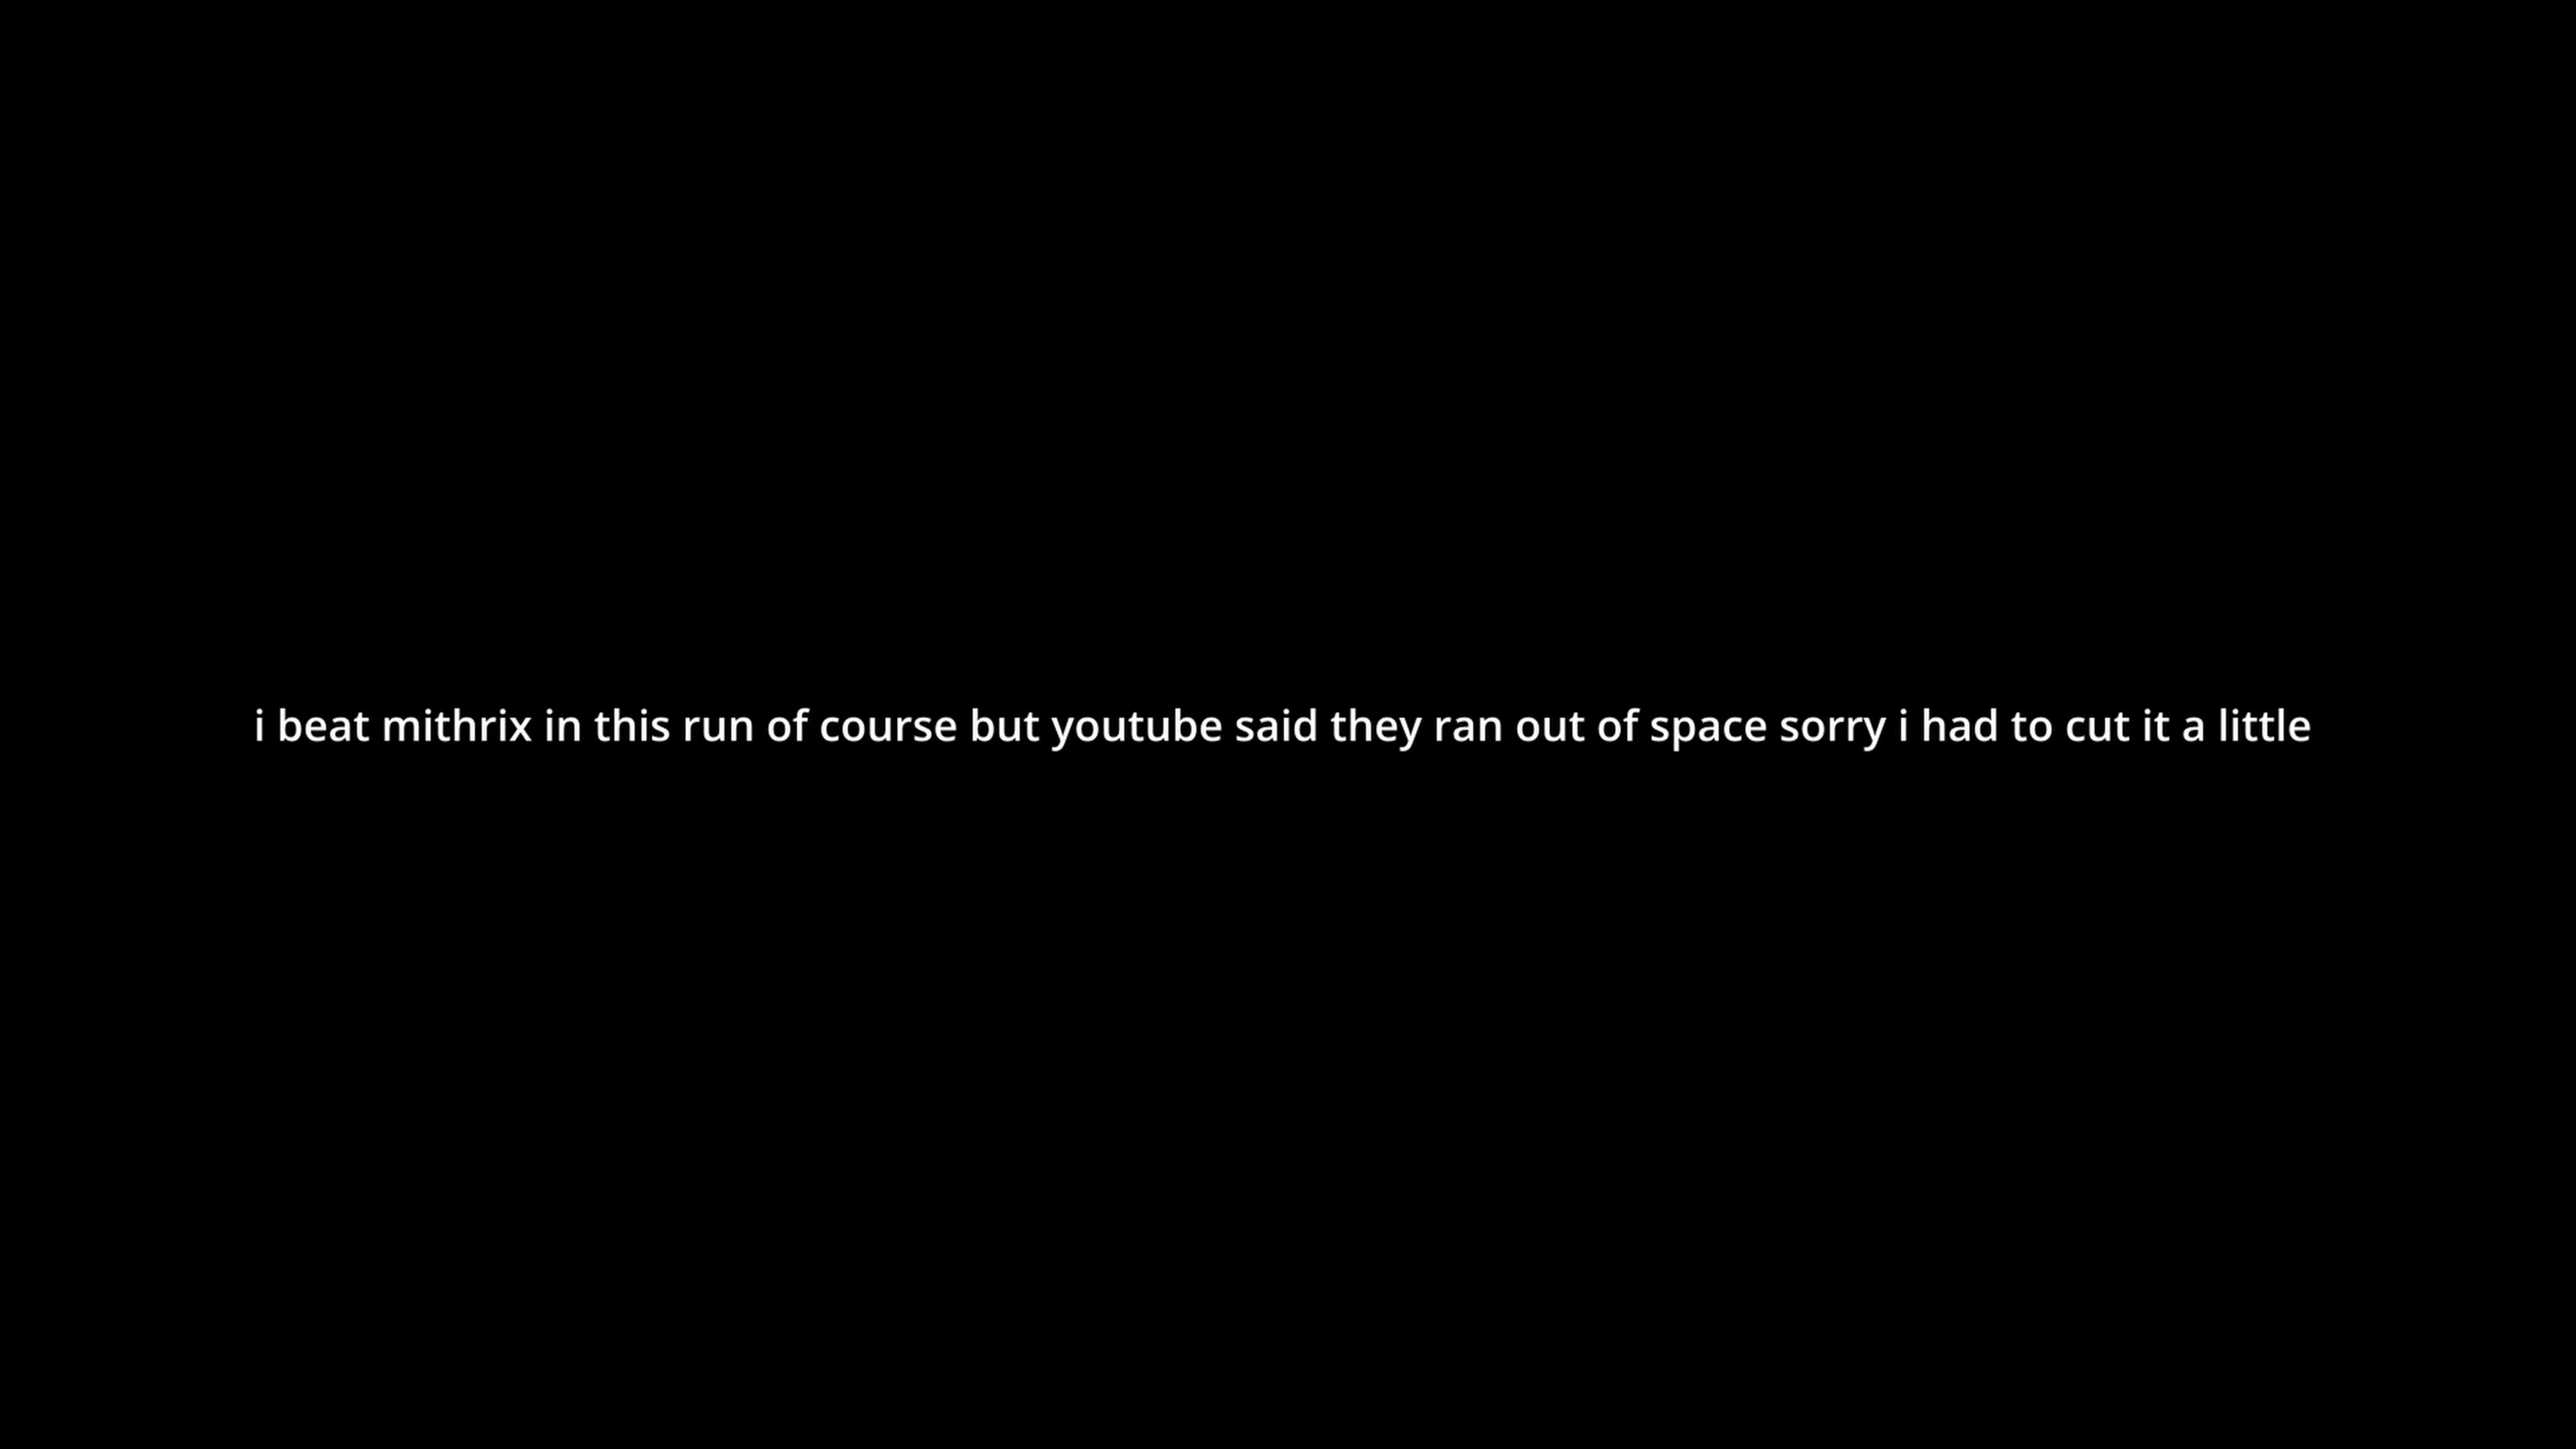 i beat mithrix in this run of course but youtube said they ran out of space sorry i had to cut it a little